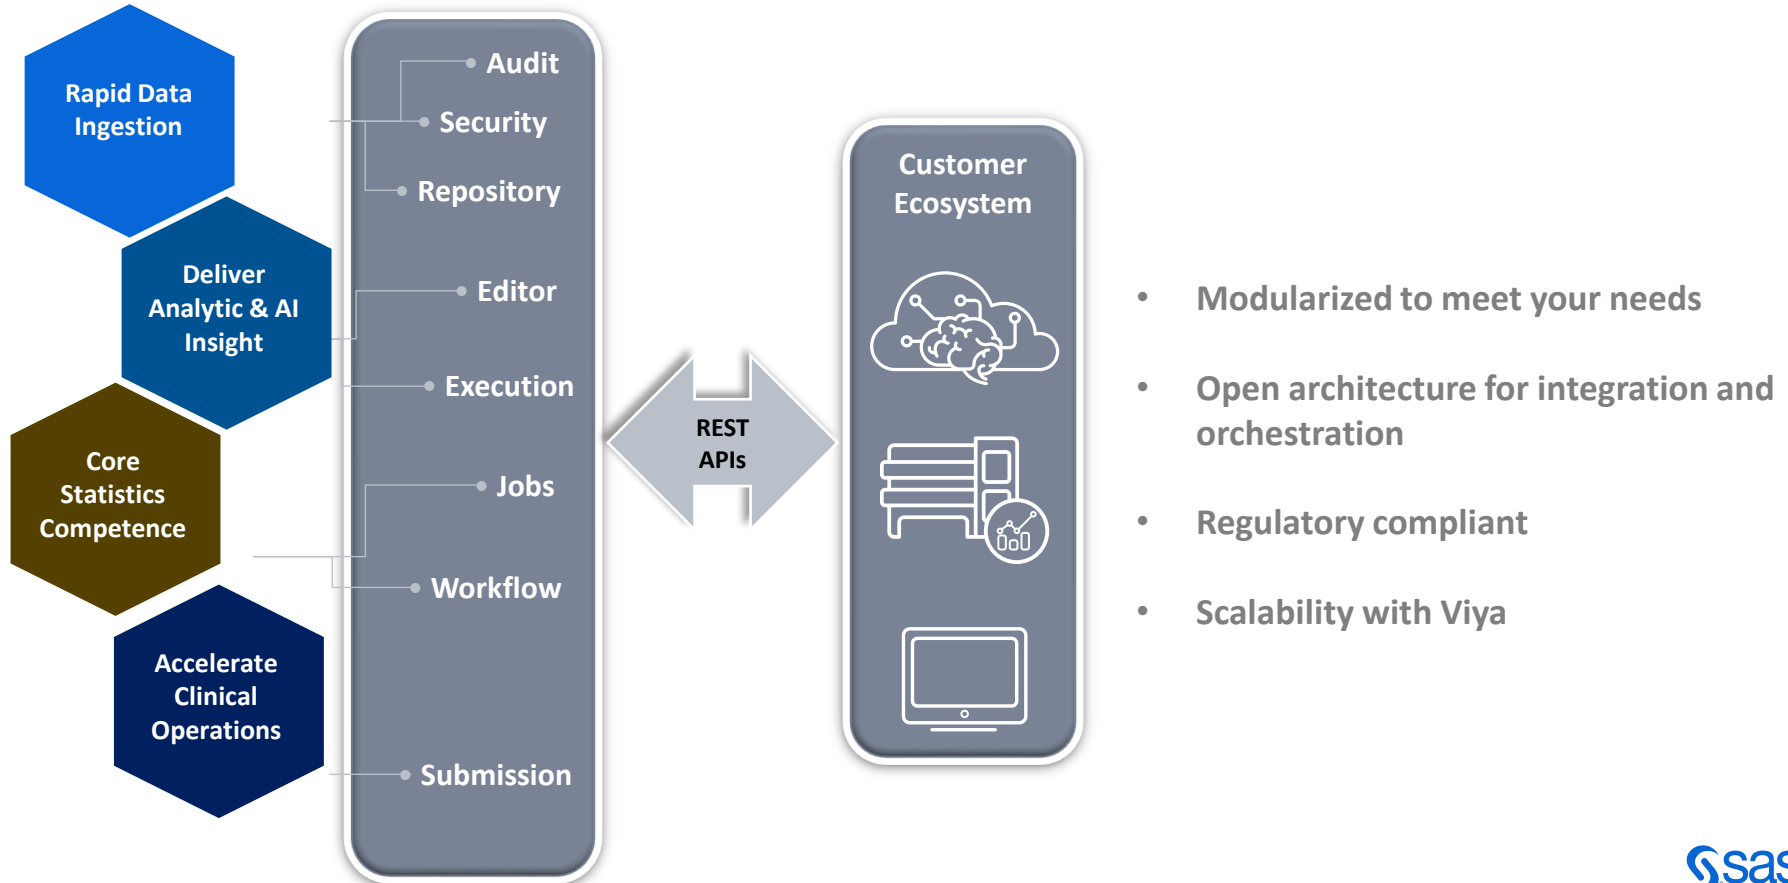 Rapid Data
Ingestion
Deliver
Analytic & AI
Insight
Core
Statistics
Competence
Accelerate
Clinical
Operations
Audit
Security
Repository
Editor
Execution
Jobs
Workflow
Submission
REST
APIs
Customer
Ecosystem
• Modularized to meet your needs
• Open architecture for integration and
orchestration
• Regulatory compliant
• Scalability with Viya
sas